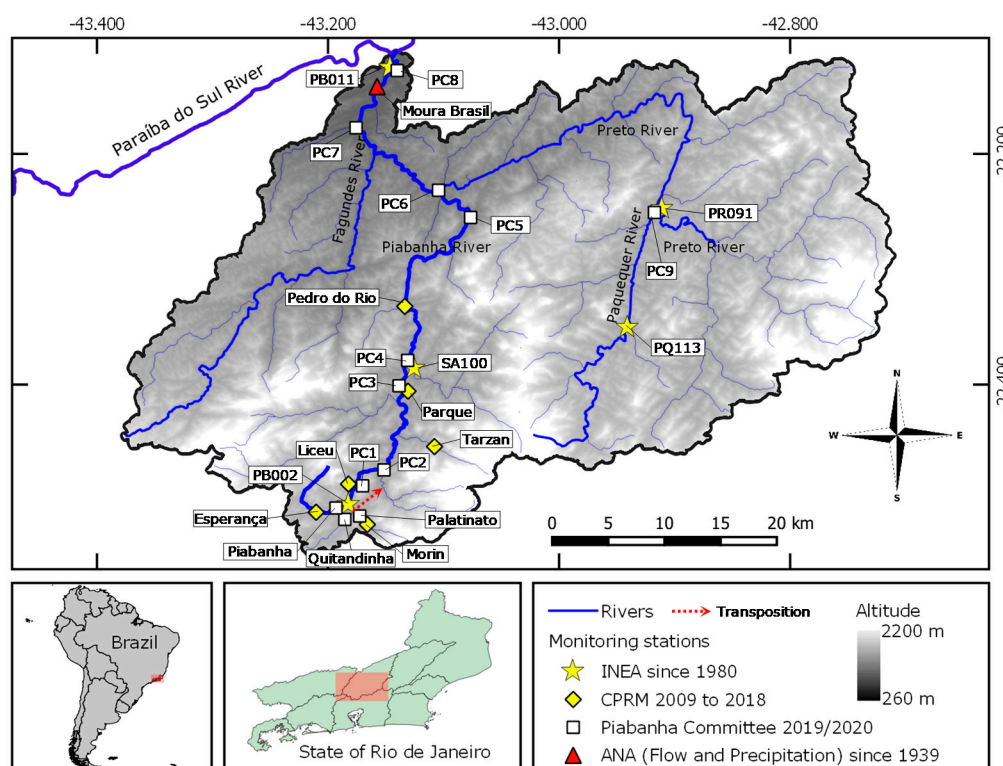 -43.400
-43.200
-43.000
-42.800
PB011
PC8
Moura Brasil
Paraíba do Sul River
PC7
Fagundes River
Preto River
-22.200
PC6
PC5
PR091
Piabanha River
Preto River
PC9
Paquequer River
Pedro do Rio
PQ113
PC4
SA100
PC3
Parque
Tarzan
Liceu
PC1
PC2
PB002
Esperança
Palatinato
Piabanha
Quitandinha
Morin
N
W
E
S
0 5 10 15 20 km
Brazil
State of Rio de Janeiro
Rivers
Transposition
Altitude
2200 m
260 m
Monitoring stations
INEA since 1980
CPRM 2009 to 2018
Piabanha Committee 2019/2020
ANA (Flow and Precipitation) since 1939